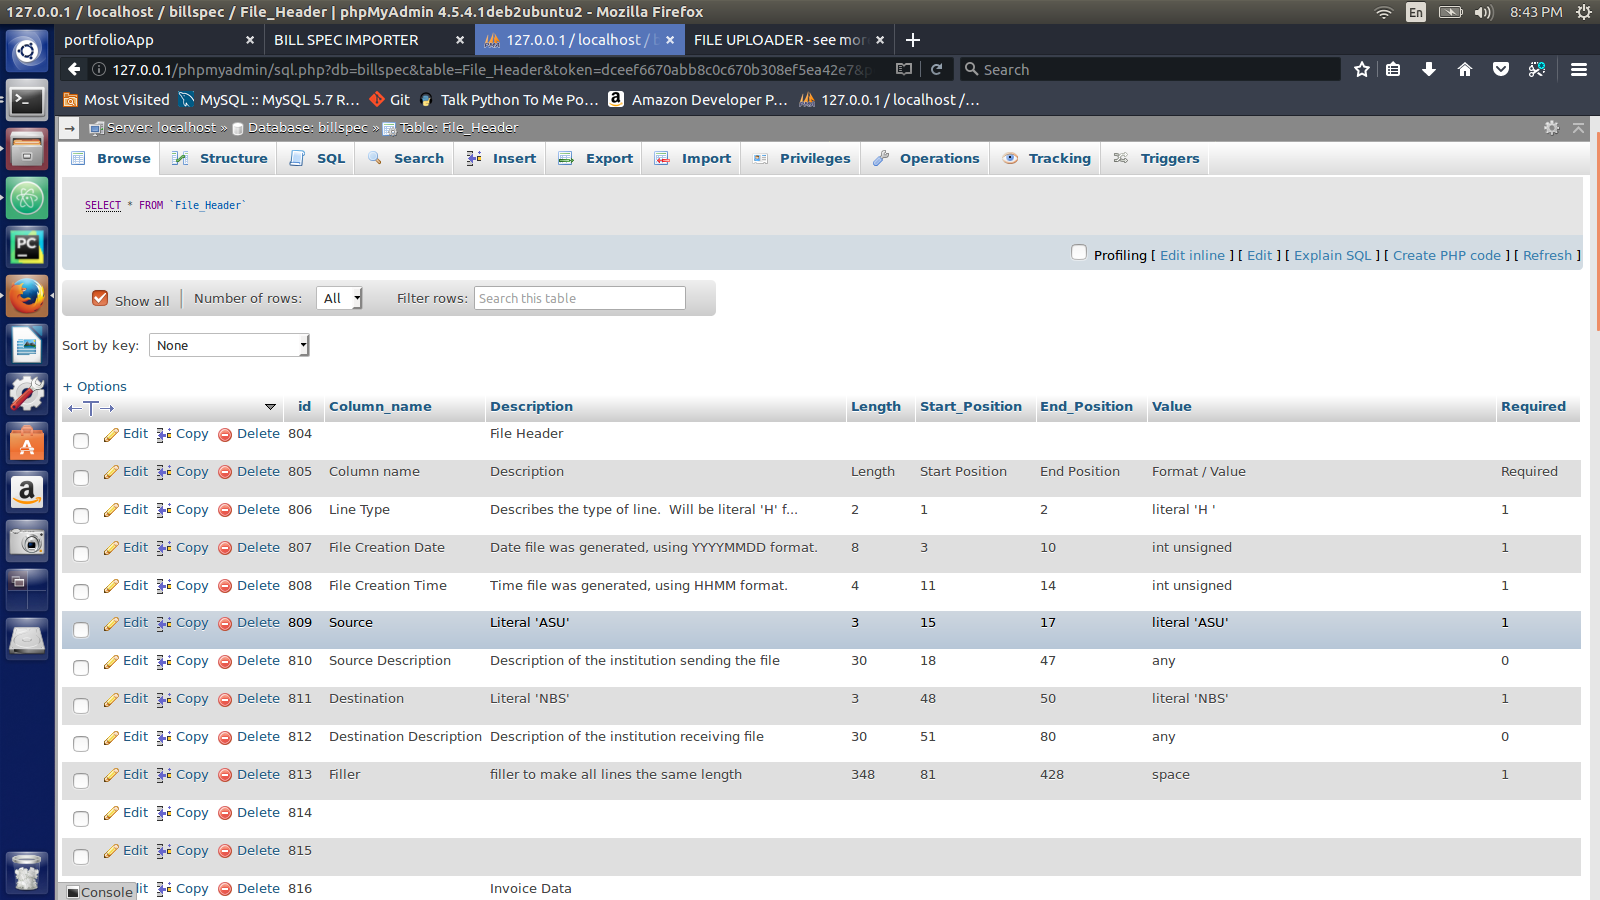 127.0.0.1 / localhost / billspec / File_Header | phpMyAdmin 4.5.4.1deb2ubuntu2 - Mozilla Firefox En 8:43 PM
portfolioApp × BILL SPEC IMPORTER × 127.0.0.1 / localhost / b × FILE UPLOADER - see mor ×
127.0.0.1/phpmyadmin/sql.php?db=billspec&table=File_Header&token=dceef6670abb8c0c670b308ef5ea42e7&p Search
Most Visited MySQL :: MySQL 5.7 R... Git Talk Python To Me Po... Amazon Developer P... 127.0.0.1 / localhost /...
Server: localhost » Database: billspec » Table: File_Header
Browse Structure SQL Search Insert Export Import Privileges Operations Tracking Triggers
SELECT * FROM `File_Header`
Profiling [ Edit inline ] [ Edit ] [ Explain SQL ] [ Create PHP code ] [ Refresh ]
Show all Number of rows: All Filter rows: Search this table
Sort by key: None
+ Options
id Column_name Description Length Start_Position End_Position Value Required
Edit Copy Delete 804 File Header
Edit Copy Delete 805 Column name Description Length Start Position End Position Format / Value Required
Edit Copy Delete 806 Line Type Describes the type of line.  Will be literal 'H' f... 2 1 2 literal 'H ' 1
Edit Copy Delete 807 File Creation Date Date file was generated, using YYYYMMDD format. 8 3 10 int unsigned 1
Edit Copy Delete 808 File Creation Time Time file was generated, using HHMM format. 4 11 14 int unsigned 1
Edit Copy Delete 809 Source Literal 'ASU' 3 15 17 literal 'ASU' 1
Edit Copy Delete 810 Source Description Description of the institution sending the file 30 18 47 any 0
Edit Copy Delete 811 Destination Literal 'NBS' 3 48 50 literal 'NBS' 1
Edit Copy Delete 812 Destination Description Description of the institution receiving file 30 51 80 any 0
Edit Copy Delete 813 Filler filler to make all lines the same length 348 81 428 space 1
Edit Copy Delete 814
Edit Copy Delete 815
Console it Copy Delete 816 Invoice Data